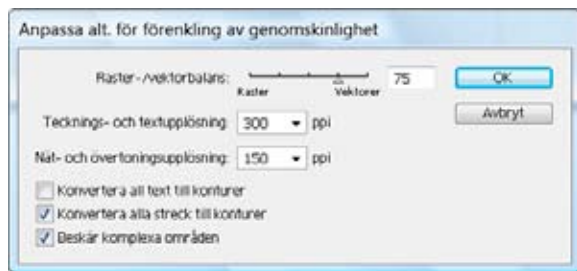 Anpassa alt. för förenkling av genomskinlighet
Raster-/vektorbalans: 75 OK
Raster Vektorer
Tecknings- och textupplösning: 300 ppi Avbryt
Nät- och övertoningsupplösning: 150 ppi
Konvertera all text till konturer
Konvertera alla streck till konturer
Beskär komplexa områden